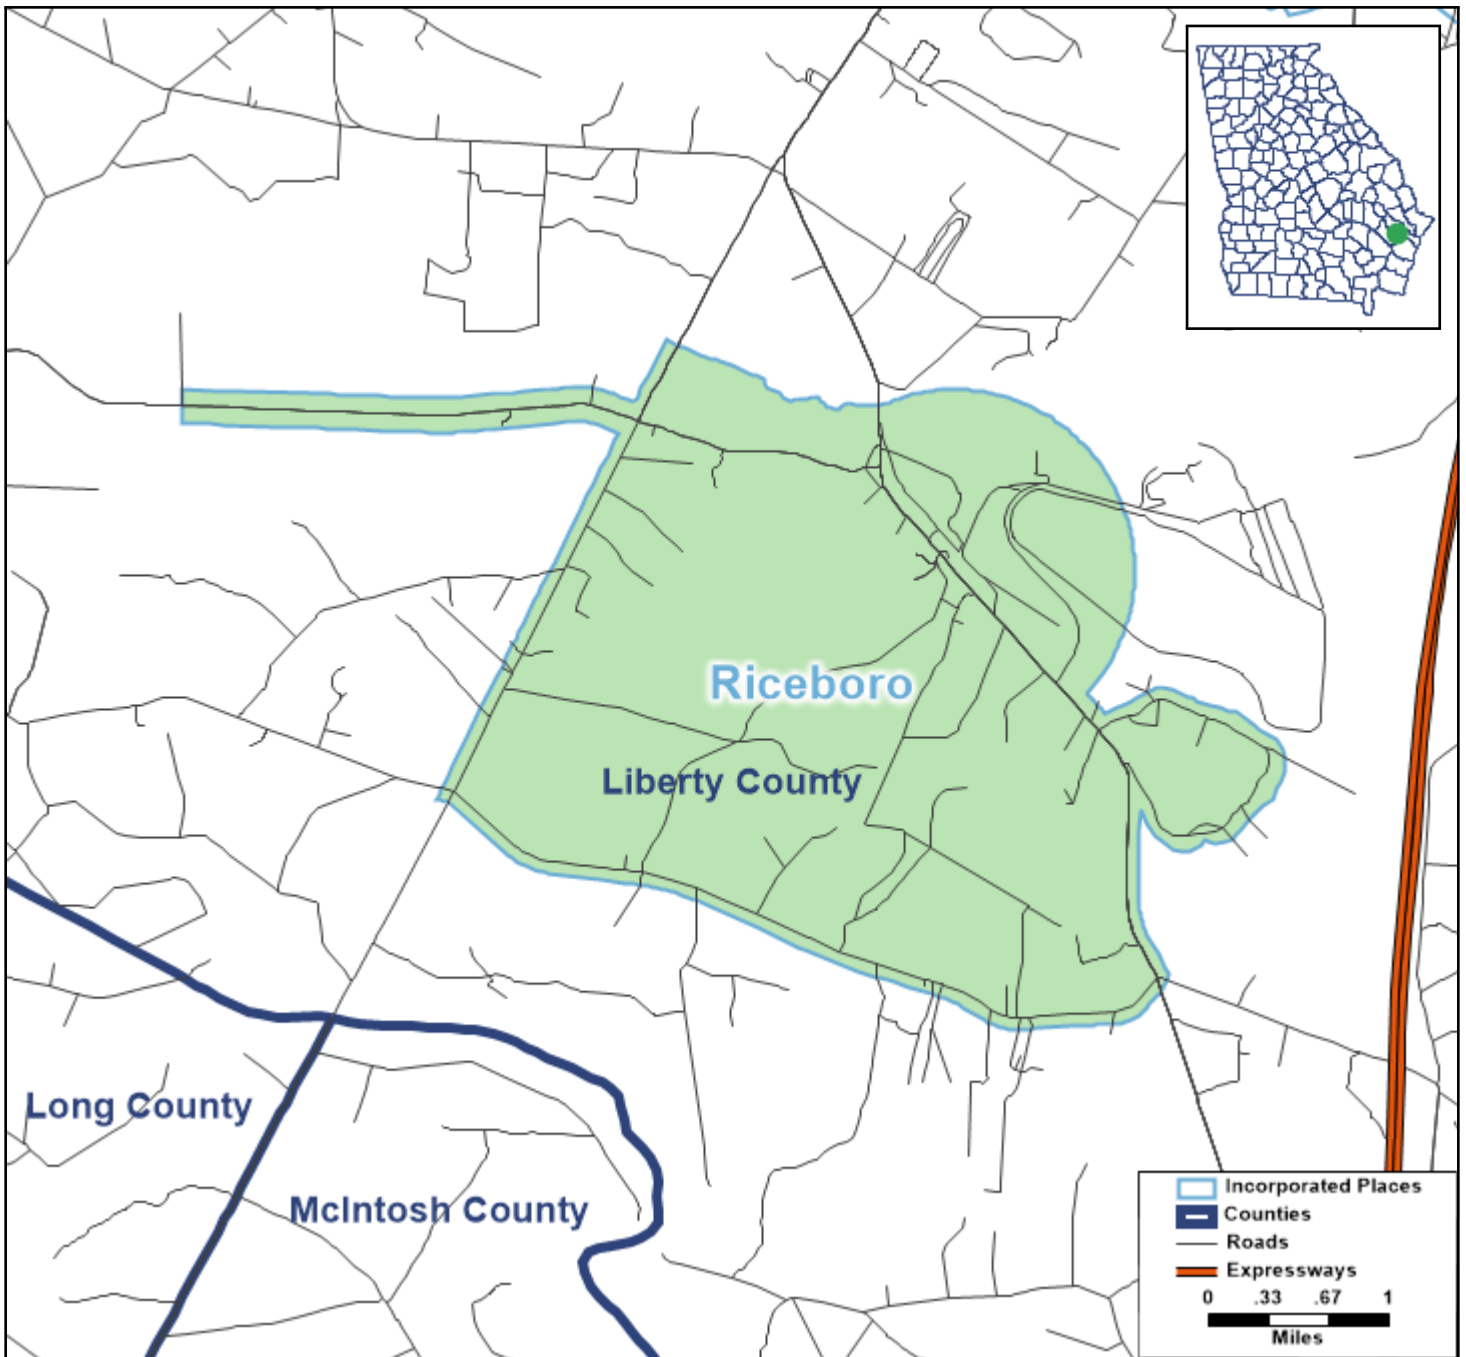 Riceboro
Liberty County
Long County
McIntosh County
Incorporated Places
Counties
Roads
Expressways
0 .33 .67 1
Miles